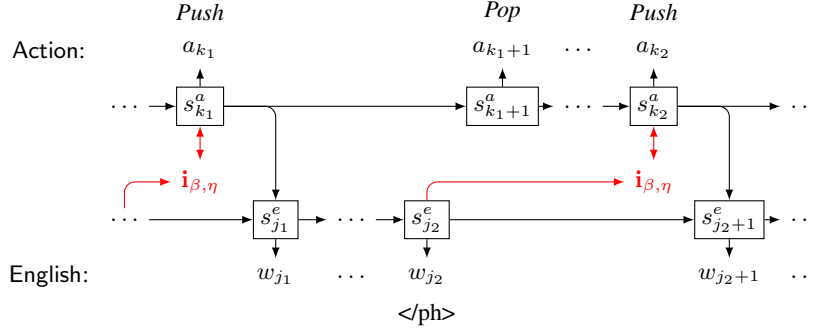 Push Pop Push
Action: a_{k_1} a_{k_1+1} ⋯ a_{k_2}
⋯ s^a_{k_1} s^a_{k_1+1} ⋯ s^a_{k_2} ⋯
i_{β,η} i_{β,η}
⋯ s^e_{j_1} ⋯ s^e_{j_2} s^e_{j_2+1} ⋯
English: w_{j_1} ⋯ w_{j_2} w_{j_2+1} ⋯
</ph>